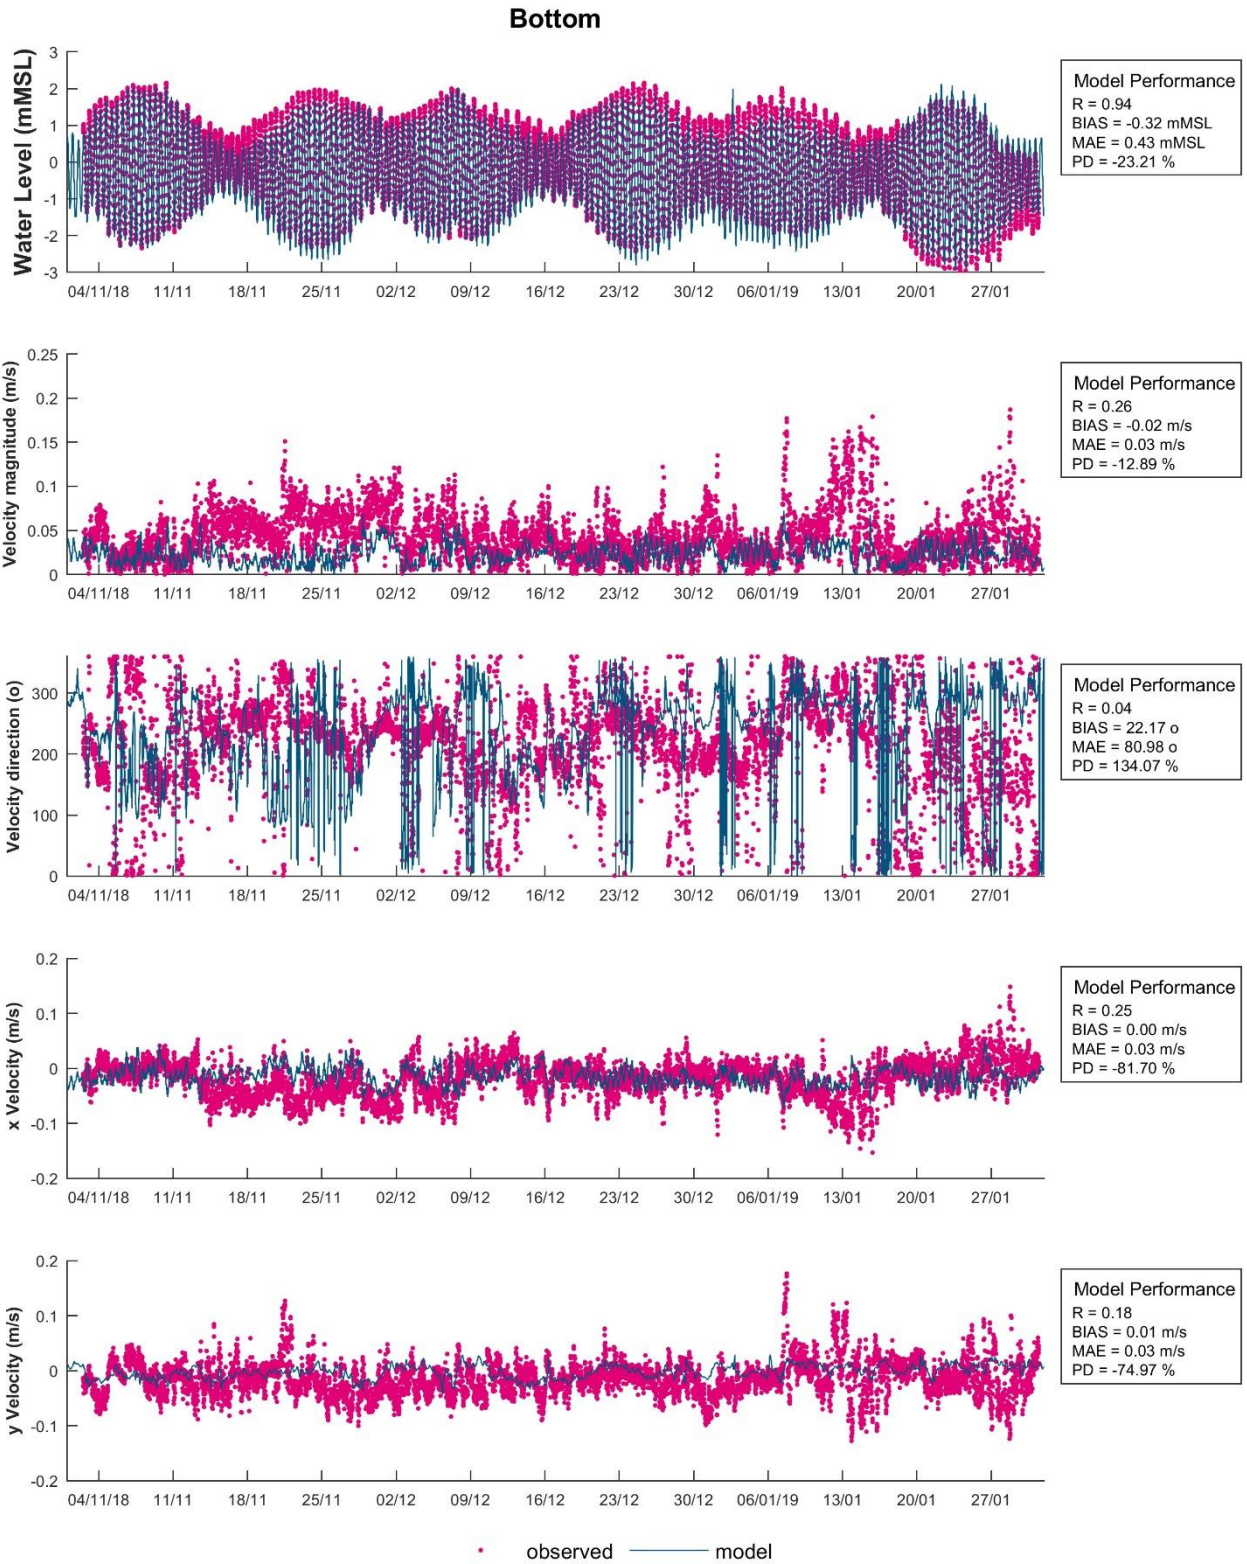 Bottom
Water Level (mMSL)
3
2
1
0
-1
-2
-3
04/11/18 11/11 18/11 25/11 02/12 09/12 16/12 23/12 30/12 06/01/19 13/01 20/01 27/01
Model Performance
R = 0.94
BIAS = -0.32 mMSL
MAE = 0.43 mMSL
PD = -23.21 %
Velocity magnitude (m/s)
0.25
0.2
0.15
0.1
0.05
0
04/11/18 11/11 18/11 25/11 02/12 09/12 16/12 23/12 30/12 06/01/19 13/01 20/01 27/01
Model Performance
R = 0.26
BIAS = -0.02 m/s
MAE = 0.03 m/s
PD = -12.89 %
Velocity direction (o)
300
200
100
0
04/11/18 11/11 18/11 25/11 02/12 09/12 16/12 23/12 30/12 06/01/19 13/01 20/01 27/01
Model Performance
R = 0.04
BIAS = 22.17 o
MAE = 80.98 o
PD = 134.07 %
x Velocity (m/s)
0.2
0.1
0
-0.1
-0.2
04/11/18 11/11 18/11 25/11 02/12 09/12 16/12 23/12 30/12 06/01/19 13/01 20/01 27/01
Model Performance
R = 0.25
BIAS = 0.00 m/s
MAE = 0.03 m/s
PD = -81.70 %
y Velocity (m/s)
0.2
0.1
0
-0.1
-0.2
04/11/18 11/11 18/11 25/11 02/12 09/12 16/12 23/12 30/12 06/01/19 13/01 20/01 27/01
Model Performance
R = 0.18
BIAS = 0.01 m/s
MAE = 0.03 m/s
PD = -74.97 %
observed model